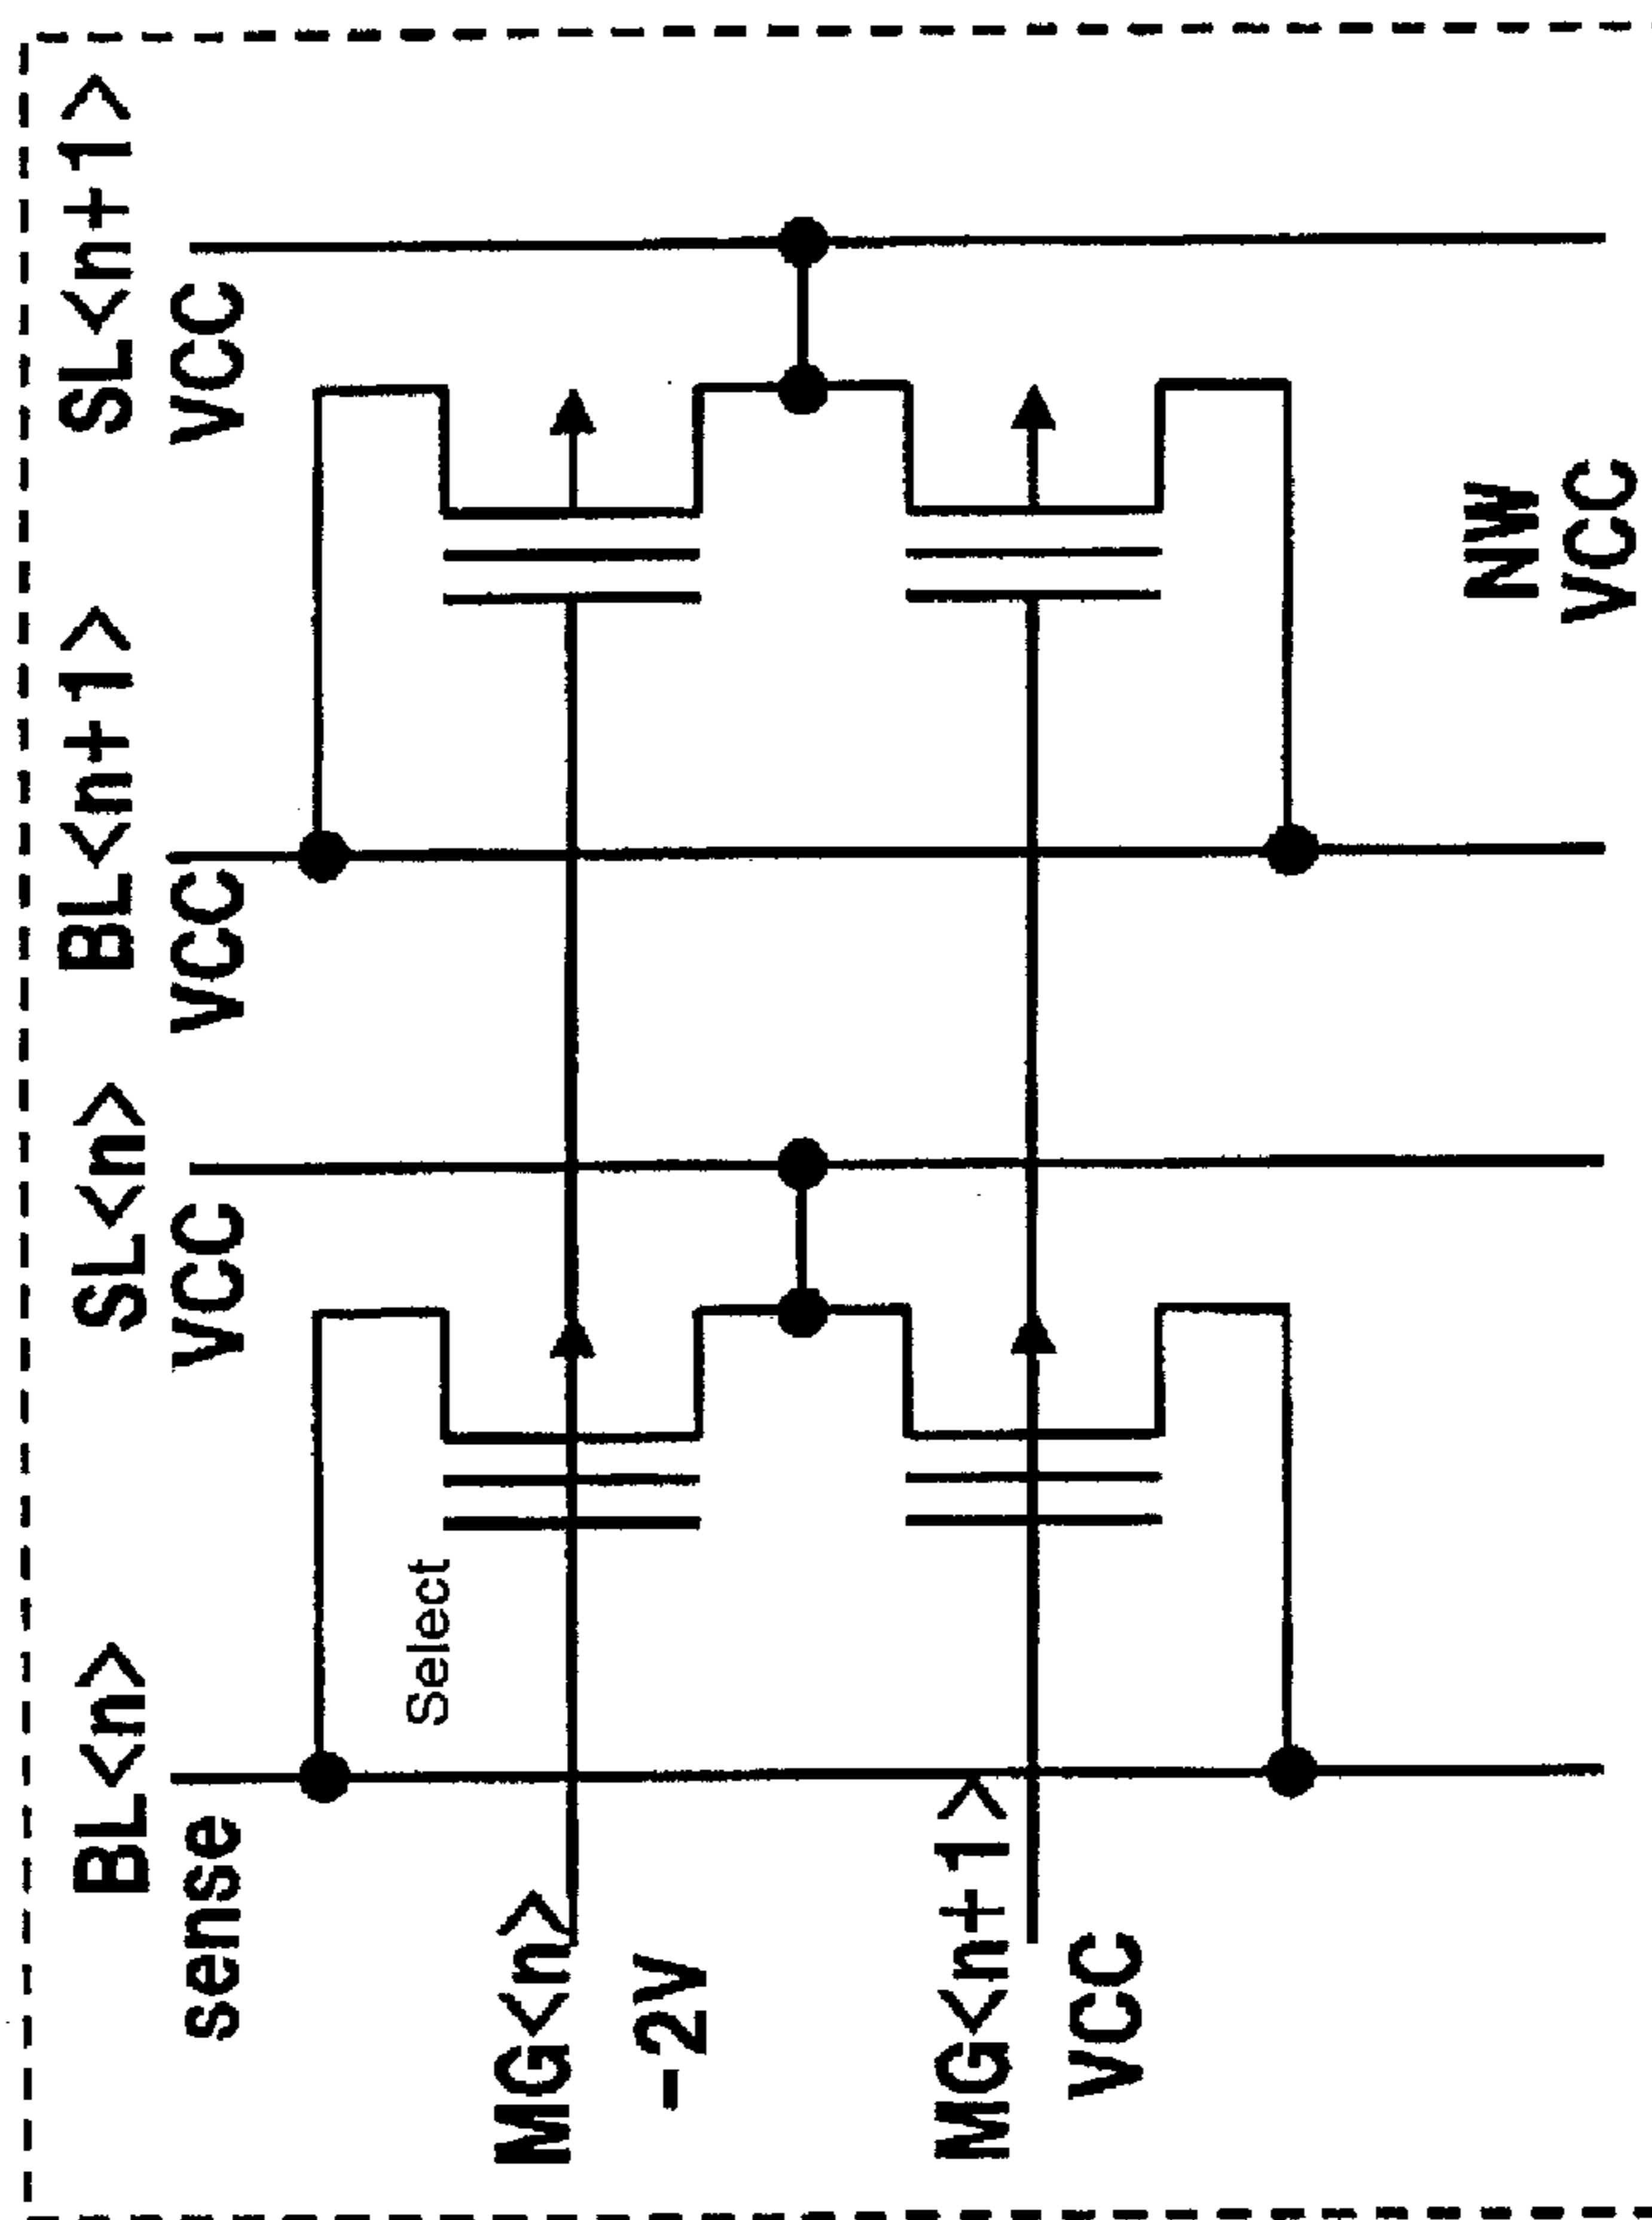 BL<n>
sense
SL<n>
VCC
BL<n+1>
VCC
SL<n+1>
VCC
Select
MG<n>
-2V
MG<n+1>
VCC
NW
VCC